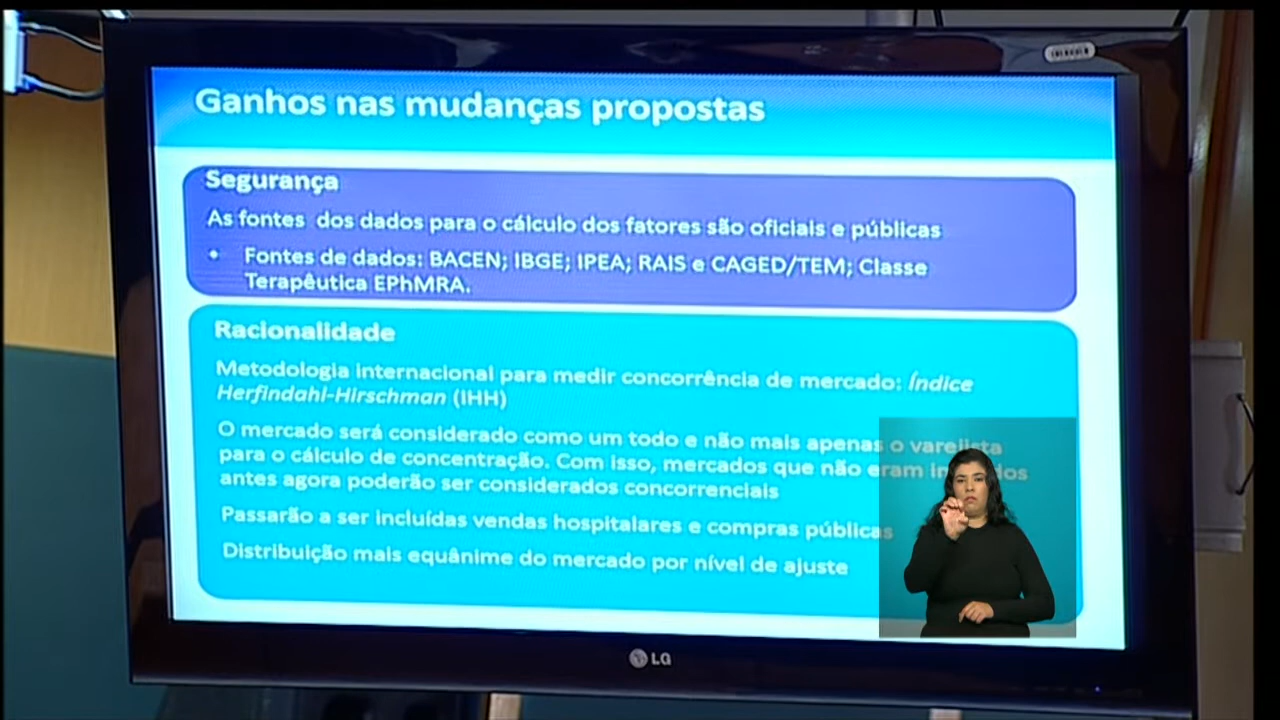 Ganhos nas mudanças propostas
Segurança
As fontes dos dados para o cálculo dos fatores são oficiais e públicas
• Fontes de dados: BACEN; IBGE; IPEA; RAIS e CAGED/TEM; Classe
Terapêutica EPhMRA.
Racionalidade
Metodologia internacional para medir concorrência de mercado: Índice
Herfindahl-Hirschman (IHH)
O mercado será considerado como um todo e não mais apenas o varejista
para o cálculo de concentração. Com isso, mercados que não eram
antes agora poderão ser considerados concorrenciais
Passarão a ser incluídas vendas hospitalares e compras públicas
Distribuição mais equânime do mercado por nível de ajuste
LG